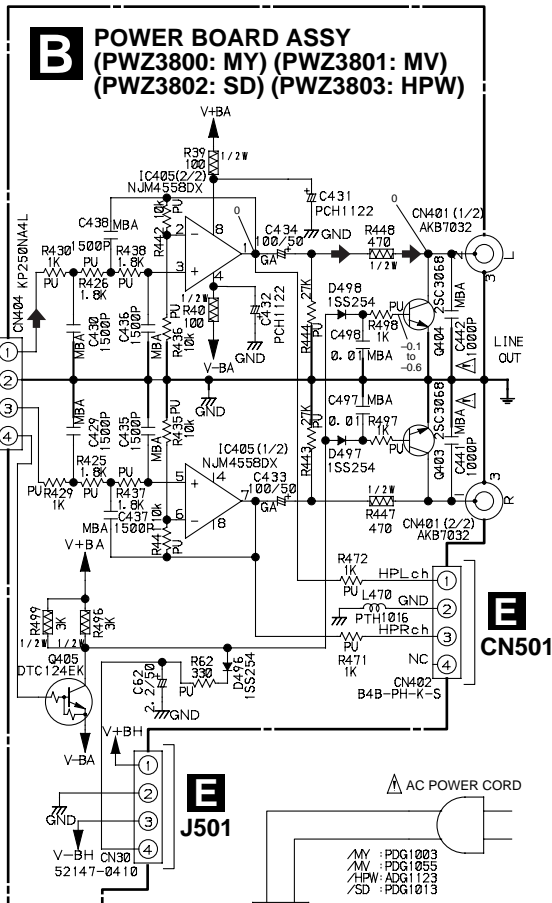 B
POWER BOARD ASSY
(PWZ3800: MY) (PWZ3801: MV)
(PWZ3802: SD) (PWZ3803: HPW)
V+BA
R39
100
1/2W
IC405(2/2)
NJM4558DX
C431
PCH1122
GND
R442
10k
PU
C438
MBA
1500P
R430
1K
PU
R426
1.8K
PU
R438
1.8K
PU
CN404 KP250NA4L
2
3
8
1
4
0
C434
100/50
GA
R448
470
1/2W
0
CN401(1/2)
AKB7032
2
3
L
1/2W
R40
100
V-BA
C432
PCH1122
GND
C430
1500P
MBA
C436
1500P
MBA
R436
10k
PU
27K
R444
PU
D498
1SS254
PU
R498
1K
C498
0.01
MBA
-0.1
to
-0.6
2SC3068
Q404
MBA
C442
1000P
LINE
OUT
1
2
3
4
GND
C429
1500P
MBA
C435
1500P
MBA
R435
10k
PU
27K
R443
PU
C497
0.01
MBA
R497
1K
PU
D497
1SS254
2SC3068
Q403
MBA
C441
1000P
IC405(1/2)
NJM4558DX
R425
1.8K
PU
R429
1K
PU
R437
1.8K
PU
C437
1500P
MBA
R441
10k
PU
5
6
4
7
8
C433
100/50
GA
1/2W
R447
470
1
3
R
CN401(2/2)
AKB7032
V+BA
R499
3K
1/2W
R496
3K
1/2W
Q405
DTC124EK
V-BA
R472
1K
PU
HPLch
1
L470
PTH1016
GND
2
HPRch
3
PU
R471
1K
NC
4
CN402
B4B-PH-K-S
E
CN501
C62
2.2/50
R62
330
PU
D496
1SS254
GND
V+BH
1
2
3
4
GND
V-BH
CN30
52147-0410
E
J501
AC POWER CORD
/MY :PDG1003
/MV :PDG1055
/HPW:ADG1123
/SD :PDG1013